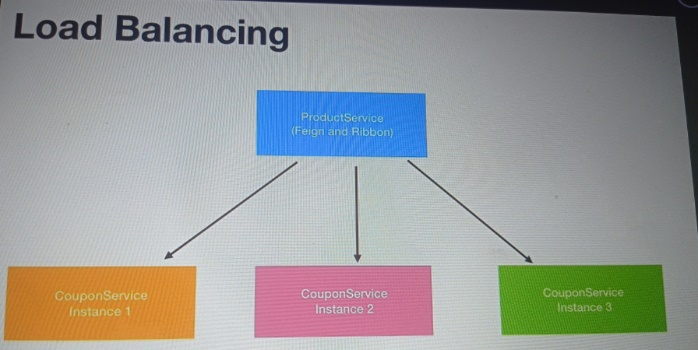 Load Balancing
ProductService
(Feign and Ribbon)
CouponService
Instance 1
CouponService
Instance 2
CouponService
Instance 3